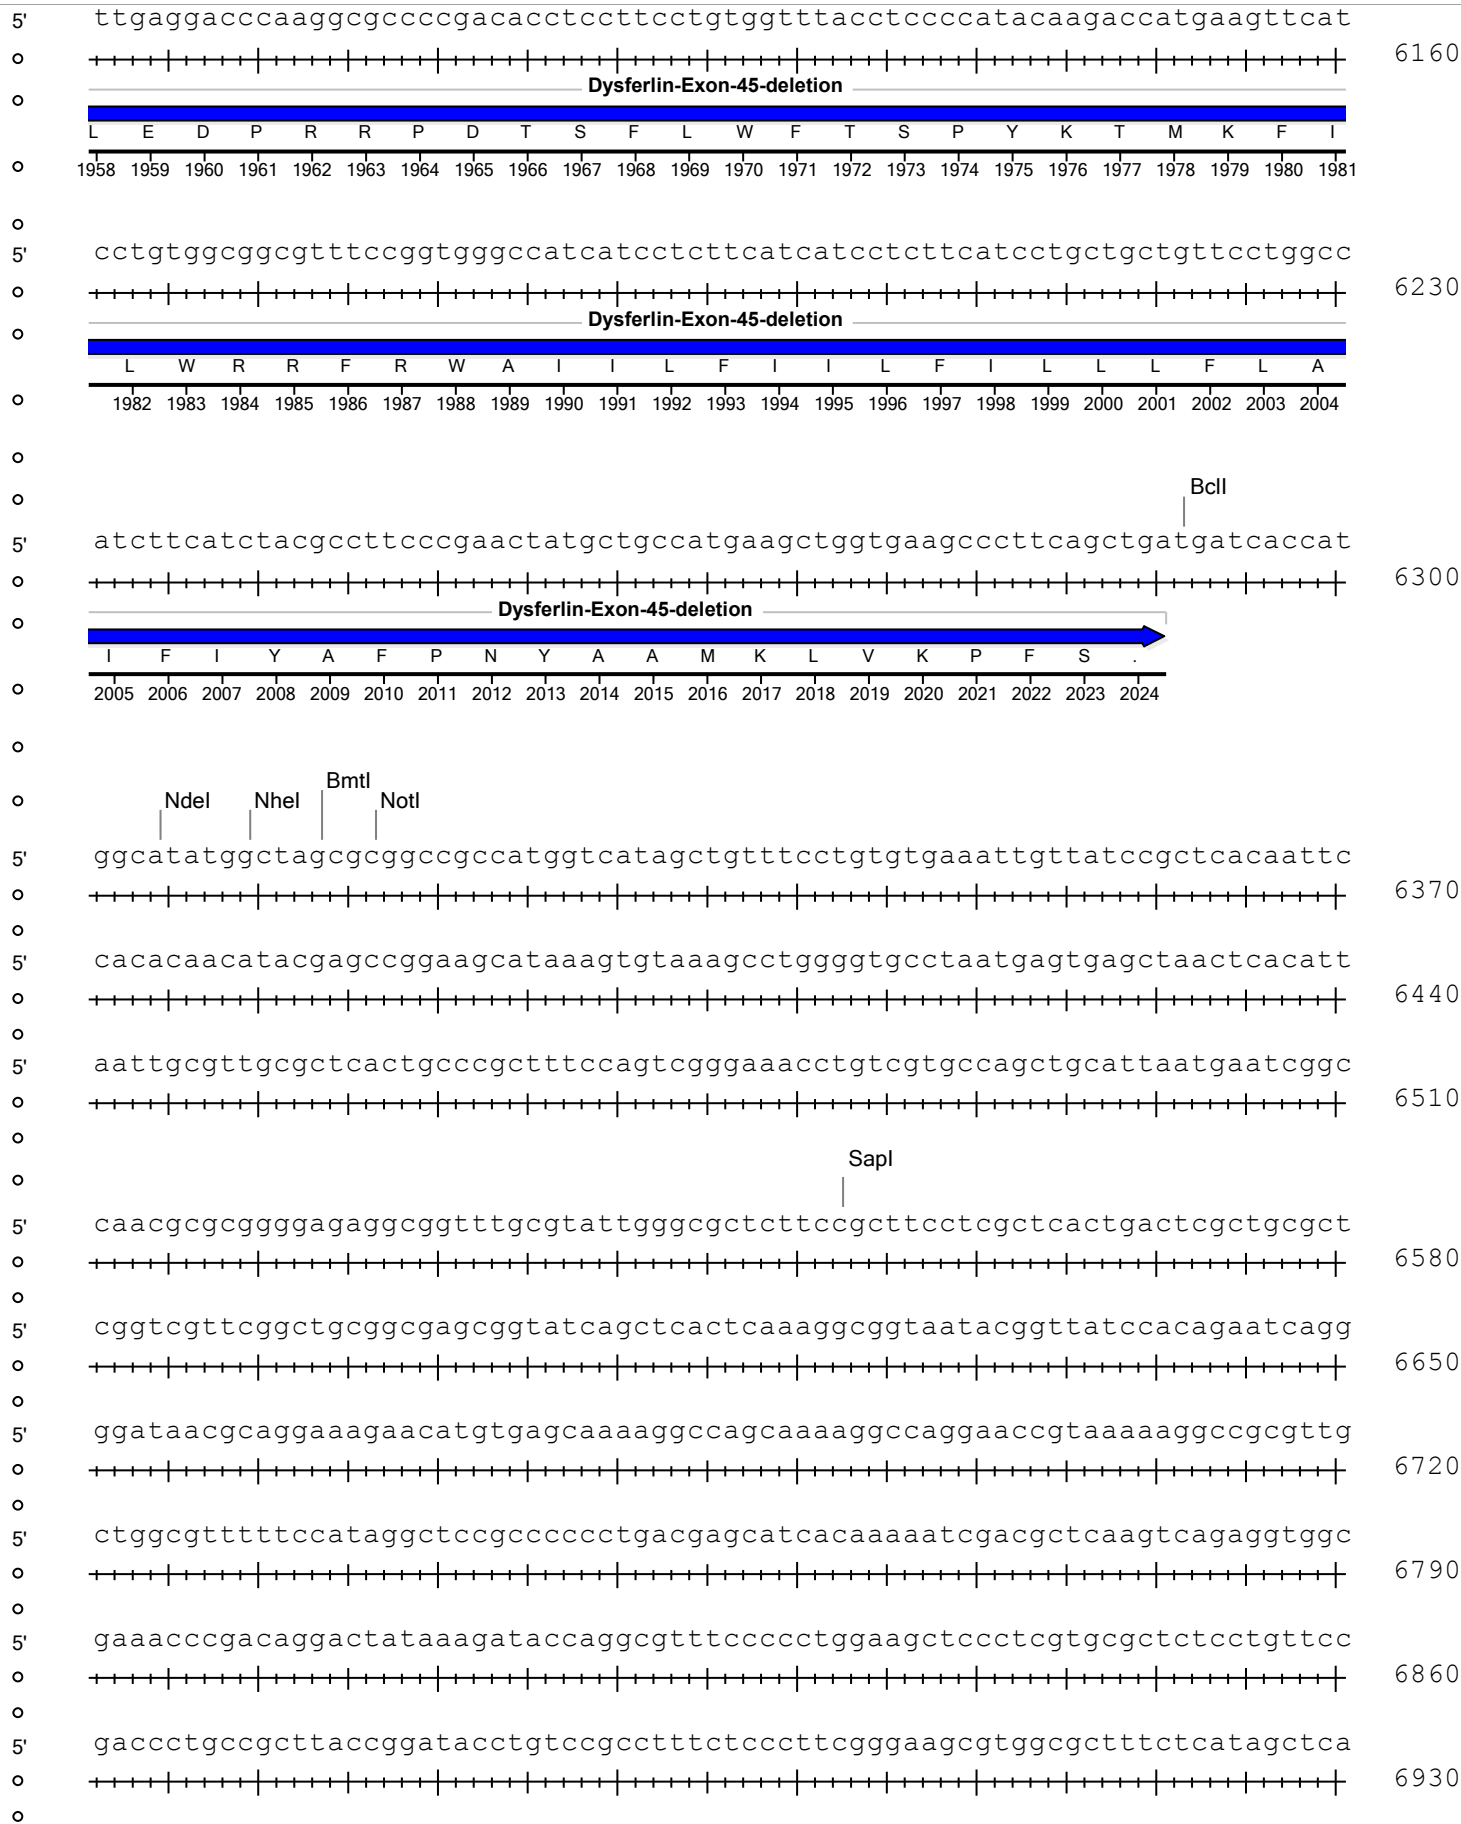 5' ttgaggacccaaggcgccccgacacctccttcctgtggtttacctccccatacaagaccatgaagttcat
6160
Dysferlin-Exon-45-deletion
L E D P R R P D T S F L W F T S P Y K T M K F I
1958 1959 1960 1961 1962 1963 1964 1965 1966 1967 1968 1969 1970 1971 1972 1973 1974 1975 1976 1977 1978 1979 1980 1981
5' cctgtggcggcgtttccggtgggccatcatcctcttcatcatcctcttcatcctgctgctgttcctggcc
6230
Dysferlin-Exon-45-deletion
L W R R F R W A I I L F I I L F I L L L F L A
1982 1983 1984 1985 1986 1987 1988 1989 1990 1991 1992 1993 1994 1995 1996 1997 1998 1999 2000 2001 2002 2003 2004
BclI
5' atcttcatctacgccttcccgaactatgctgccatgaagctggtgaagcccttcagctgatgatcaccat
6300
Dysferlin-Exon-45-deletion
I F I Y A F P N Y A A M K L V K P F S .
2005 2006 2007 2008 2009 2010 2011 2012 2013 2014 2015 2016 2017 2018 2019 2020 2021 2022 2023 2024
BmtI
NdeI NheI NotI
5' ggcatatggctagcgcggccgccatggtcatagctgtttcctgtgtgaaattgttatccgctcacaattc
6370
5' cacacaacatacgagccggaagcataaagtgtaaagcctggggtgcctaatgagtgagctaactcacatt
6440
5' aattgcgttgcgctcactgcccgctttccagtcgggaaacctgtcgtgccagctgcattaatgaatcggc
6510
SapI
5' caacgcgcggggagaggcggtttgcgtattgggcgctcttccgcttcctcgctcactgactcgctgcgct
6580
5' cggtcgttcggctgcggcgagcggtatcagctcactcaaaggcggtaatacggttatccacagaatcagg
6650
5' ggataacgcaggaaagaacatgtgagcaaaaggccagcaaaaggccaggaaccgtaaaaaggccgcgttg
6720
5' ctggcgtttttccataggctccgcccccctgacgagcatcacaaaaatcgacgctcaagtcagaggtggc
6790
5' gaaacccgacaggactataaagataccaggcgtttccccctggaagctccctcgtgcgctctcctgttcc
6860
5' gaccctgccgcttaccggatacctgtccgcctttctcccttcgggaagcgtggcgctttctcatagctca
6930